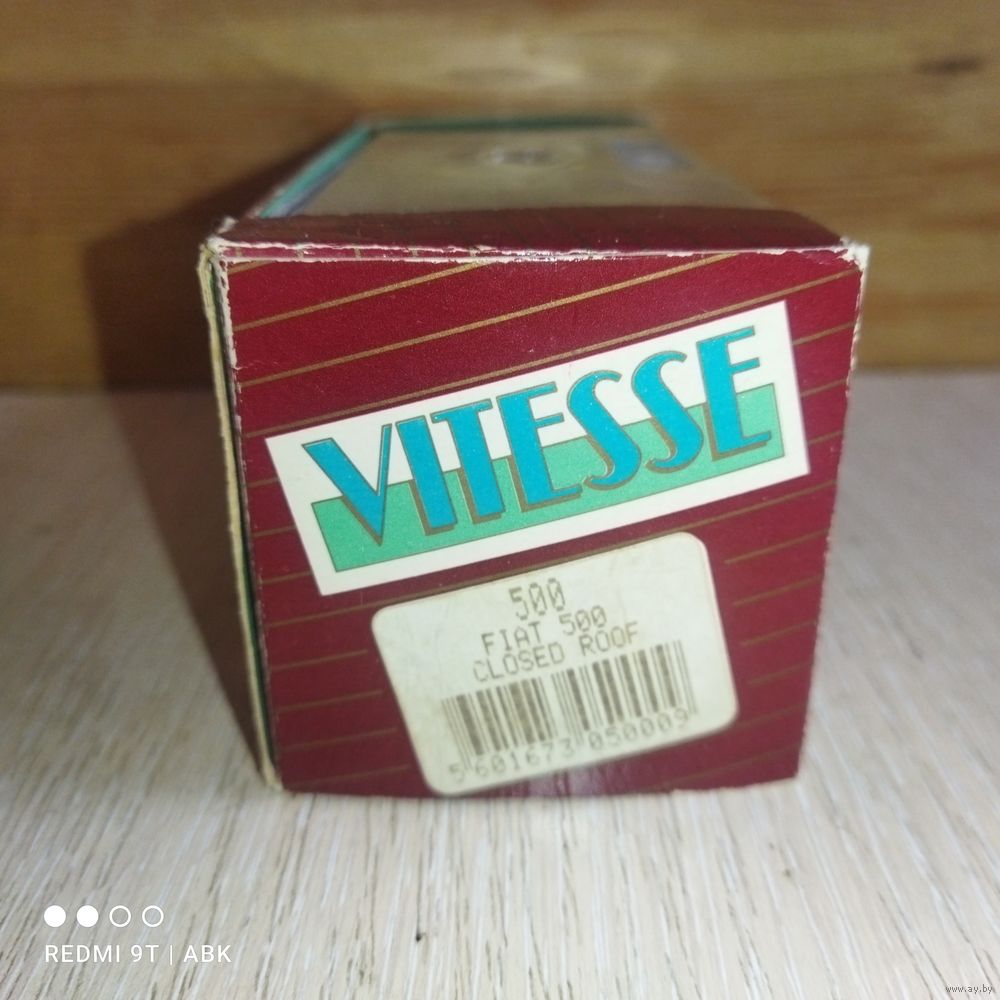 VITESSE
500
FIAT 500
CLOSED ROOF
5 601673 050009
REDMI 9T | ABK
www.ay.by